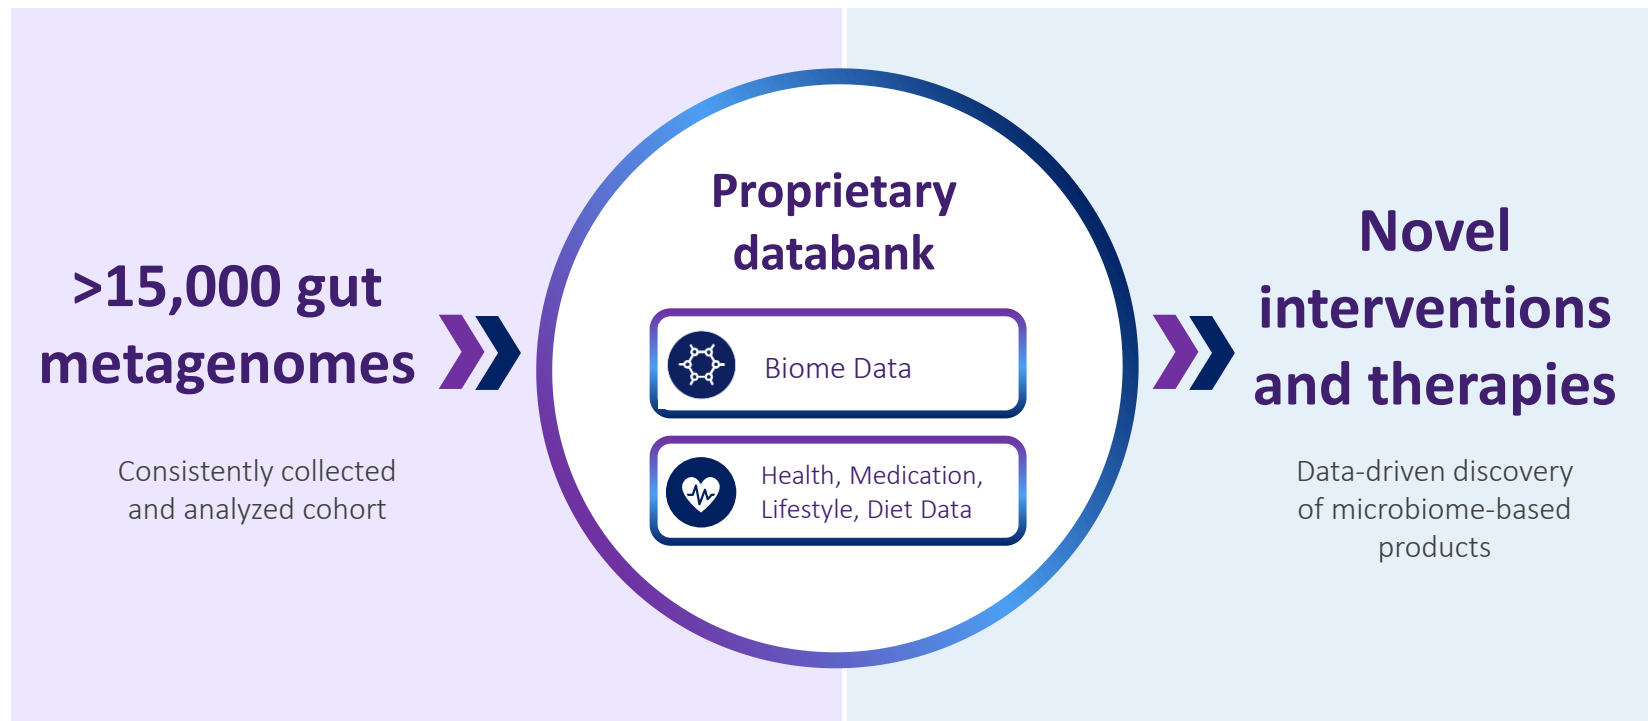 >15,000 gut
metagenomes
Consistently collected
and analyzed cohort
Proprietary
databank
Biome Data
Health, Medication,
Lifestyle, Diet Data
Novel
interventions
and therapies
Data-driven discovery
of microbiome-based
products